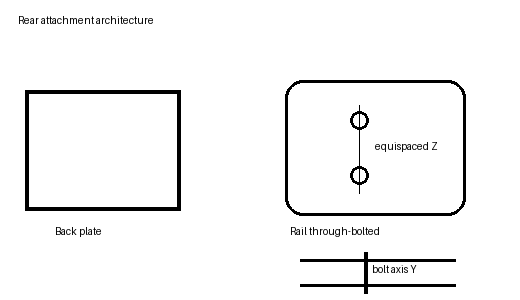 Rear attachment architecture
equispaced Z
Back plate
Rail through-bolted
bolt axis Y